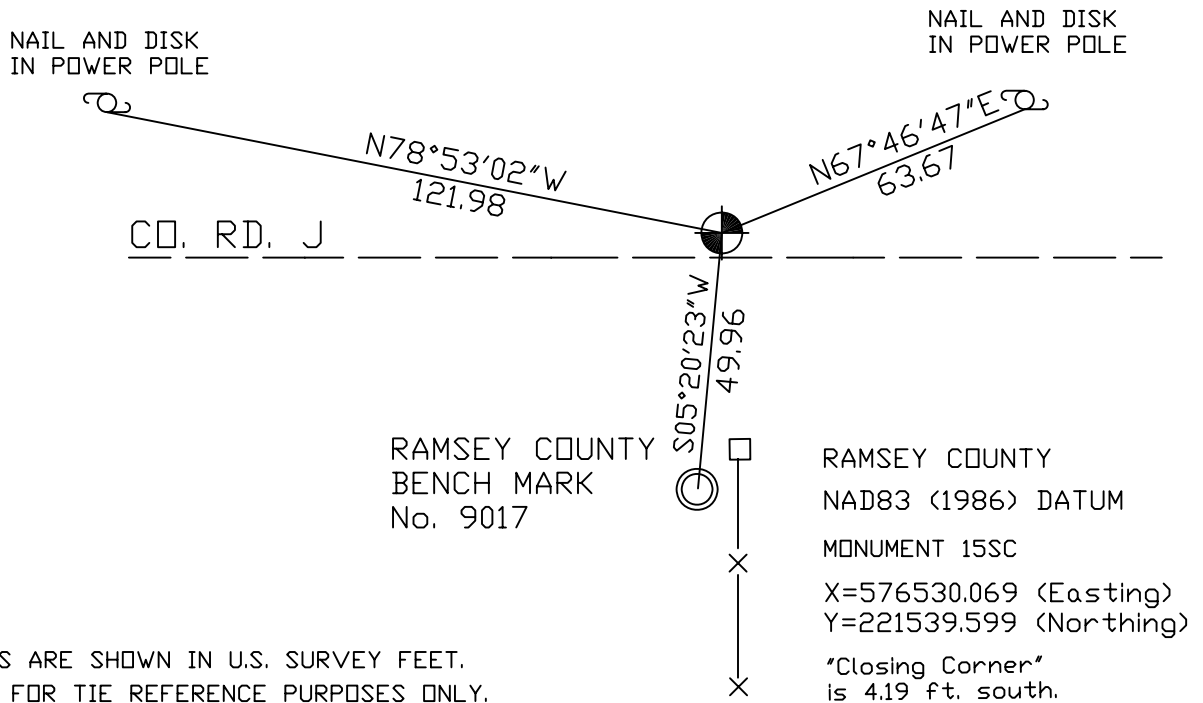 NAIL AND DISK
IN POWER POLE
NAIL AND DISK
IN POWER POLE
N78°53'02"W
121.98
N67°46'47"E
63.67
CO. RD. J
S05°20'23"W
49.96
RAMSEY COUNTY
BENCH MARK
No. 9017
RAMSEY COUNTY
NAD83 (1986) DATUM
MONUMENT 15SC
X=576530.069 (Easting)
Y=221539.599 (Northing)
"Closing Corner"
is 4.19 ft. south.
S ARE SHOWN IN U.S. SURVEY FEET.
FOR TIE REFERENCE PURPOSES ONLY.